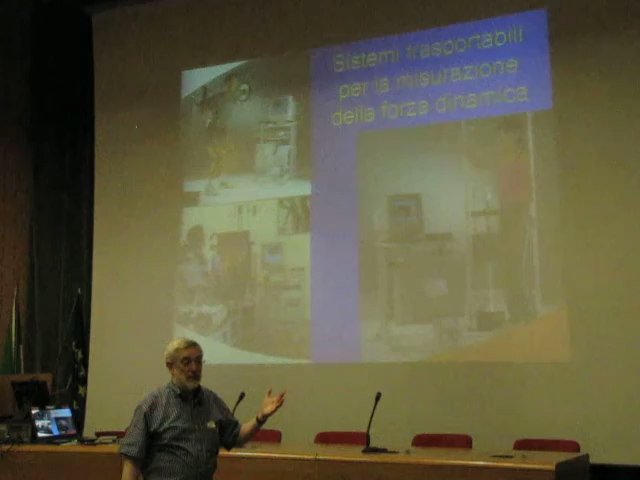 Sistemi trasportabili
per la misurazione
della forza dinamica